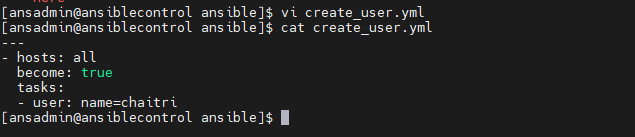 [ansadmin@ansiblecontrol ansible]$ vi create_user.yml
[ansadmin@ansiblecontrol ansible]$ cat create_user.yml
---
- hosts: all
  become: true
  tasks:
  - user: name=chaitri
[ansadmin@ansiblecontrol ansible]$